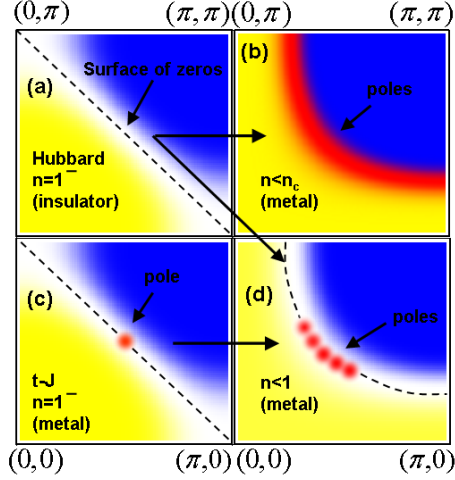 (0,π) (π,π) (0,π) (π,π)
(a)
Surface of zeros
Hubbard
n=1⁻
(insulator)
(b)
poles
n<n_c
(metal)
(c)
pole
t-J
n=1⁻
(metal)
(d)
poles
n<1
(metal)
(0,0) (π,0) (0,0) (π,0)